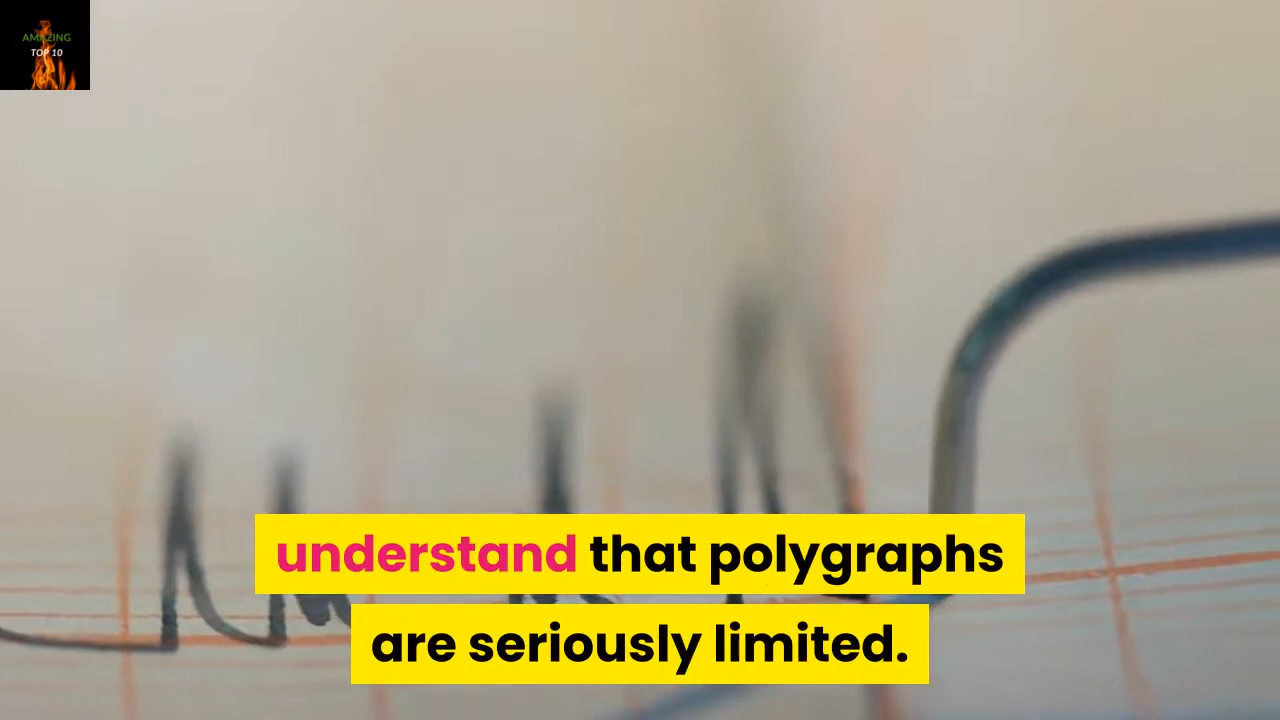 AMAZING
TOP 10
understand that polygraphs
are seriously limited.